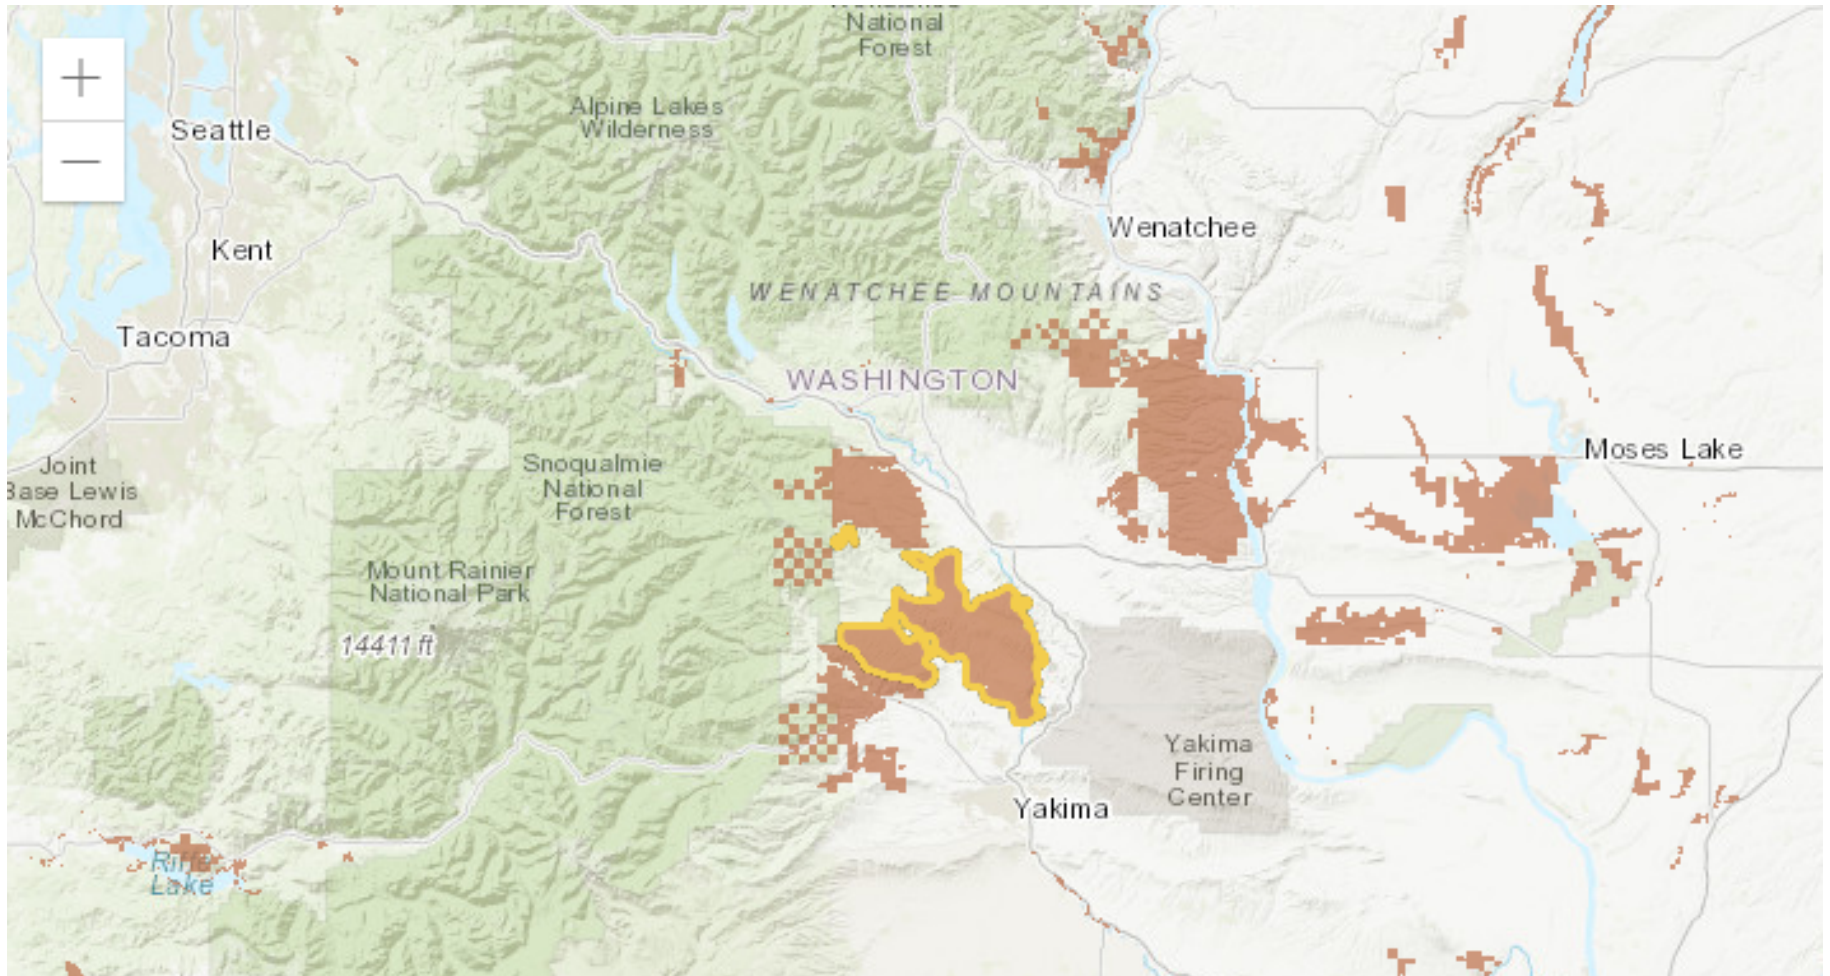 National
Forest
Alpine Lakes
Wilderness
Seattle
Wenatchee
Kent
WENATCHEE MOUNTAINS
Tacoma
WASHINGTON
Moses Lake
Joint
Base Lewis
McChord
Snoqualmie
National
Forest
Mount Rainier
National Park
14411 ft
Yakima
Firing
Center
Yakima
Riffe
Lake